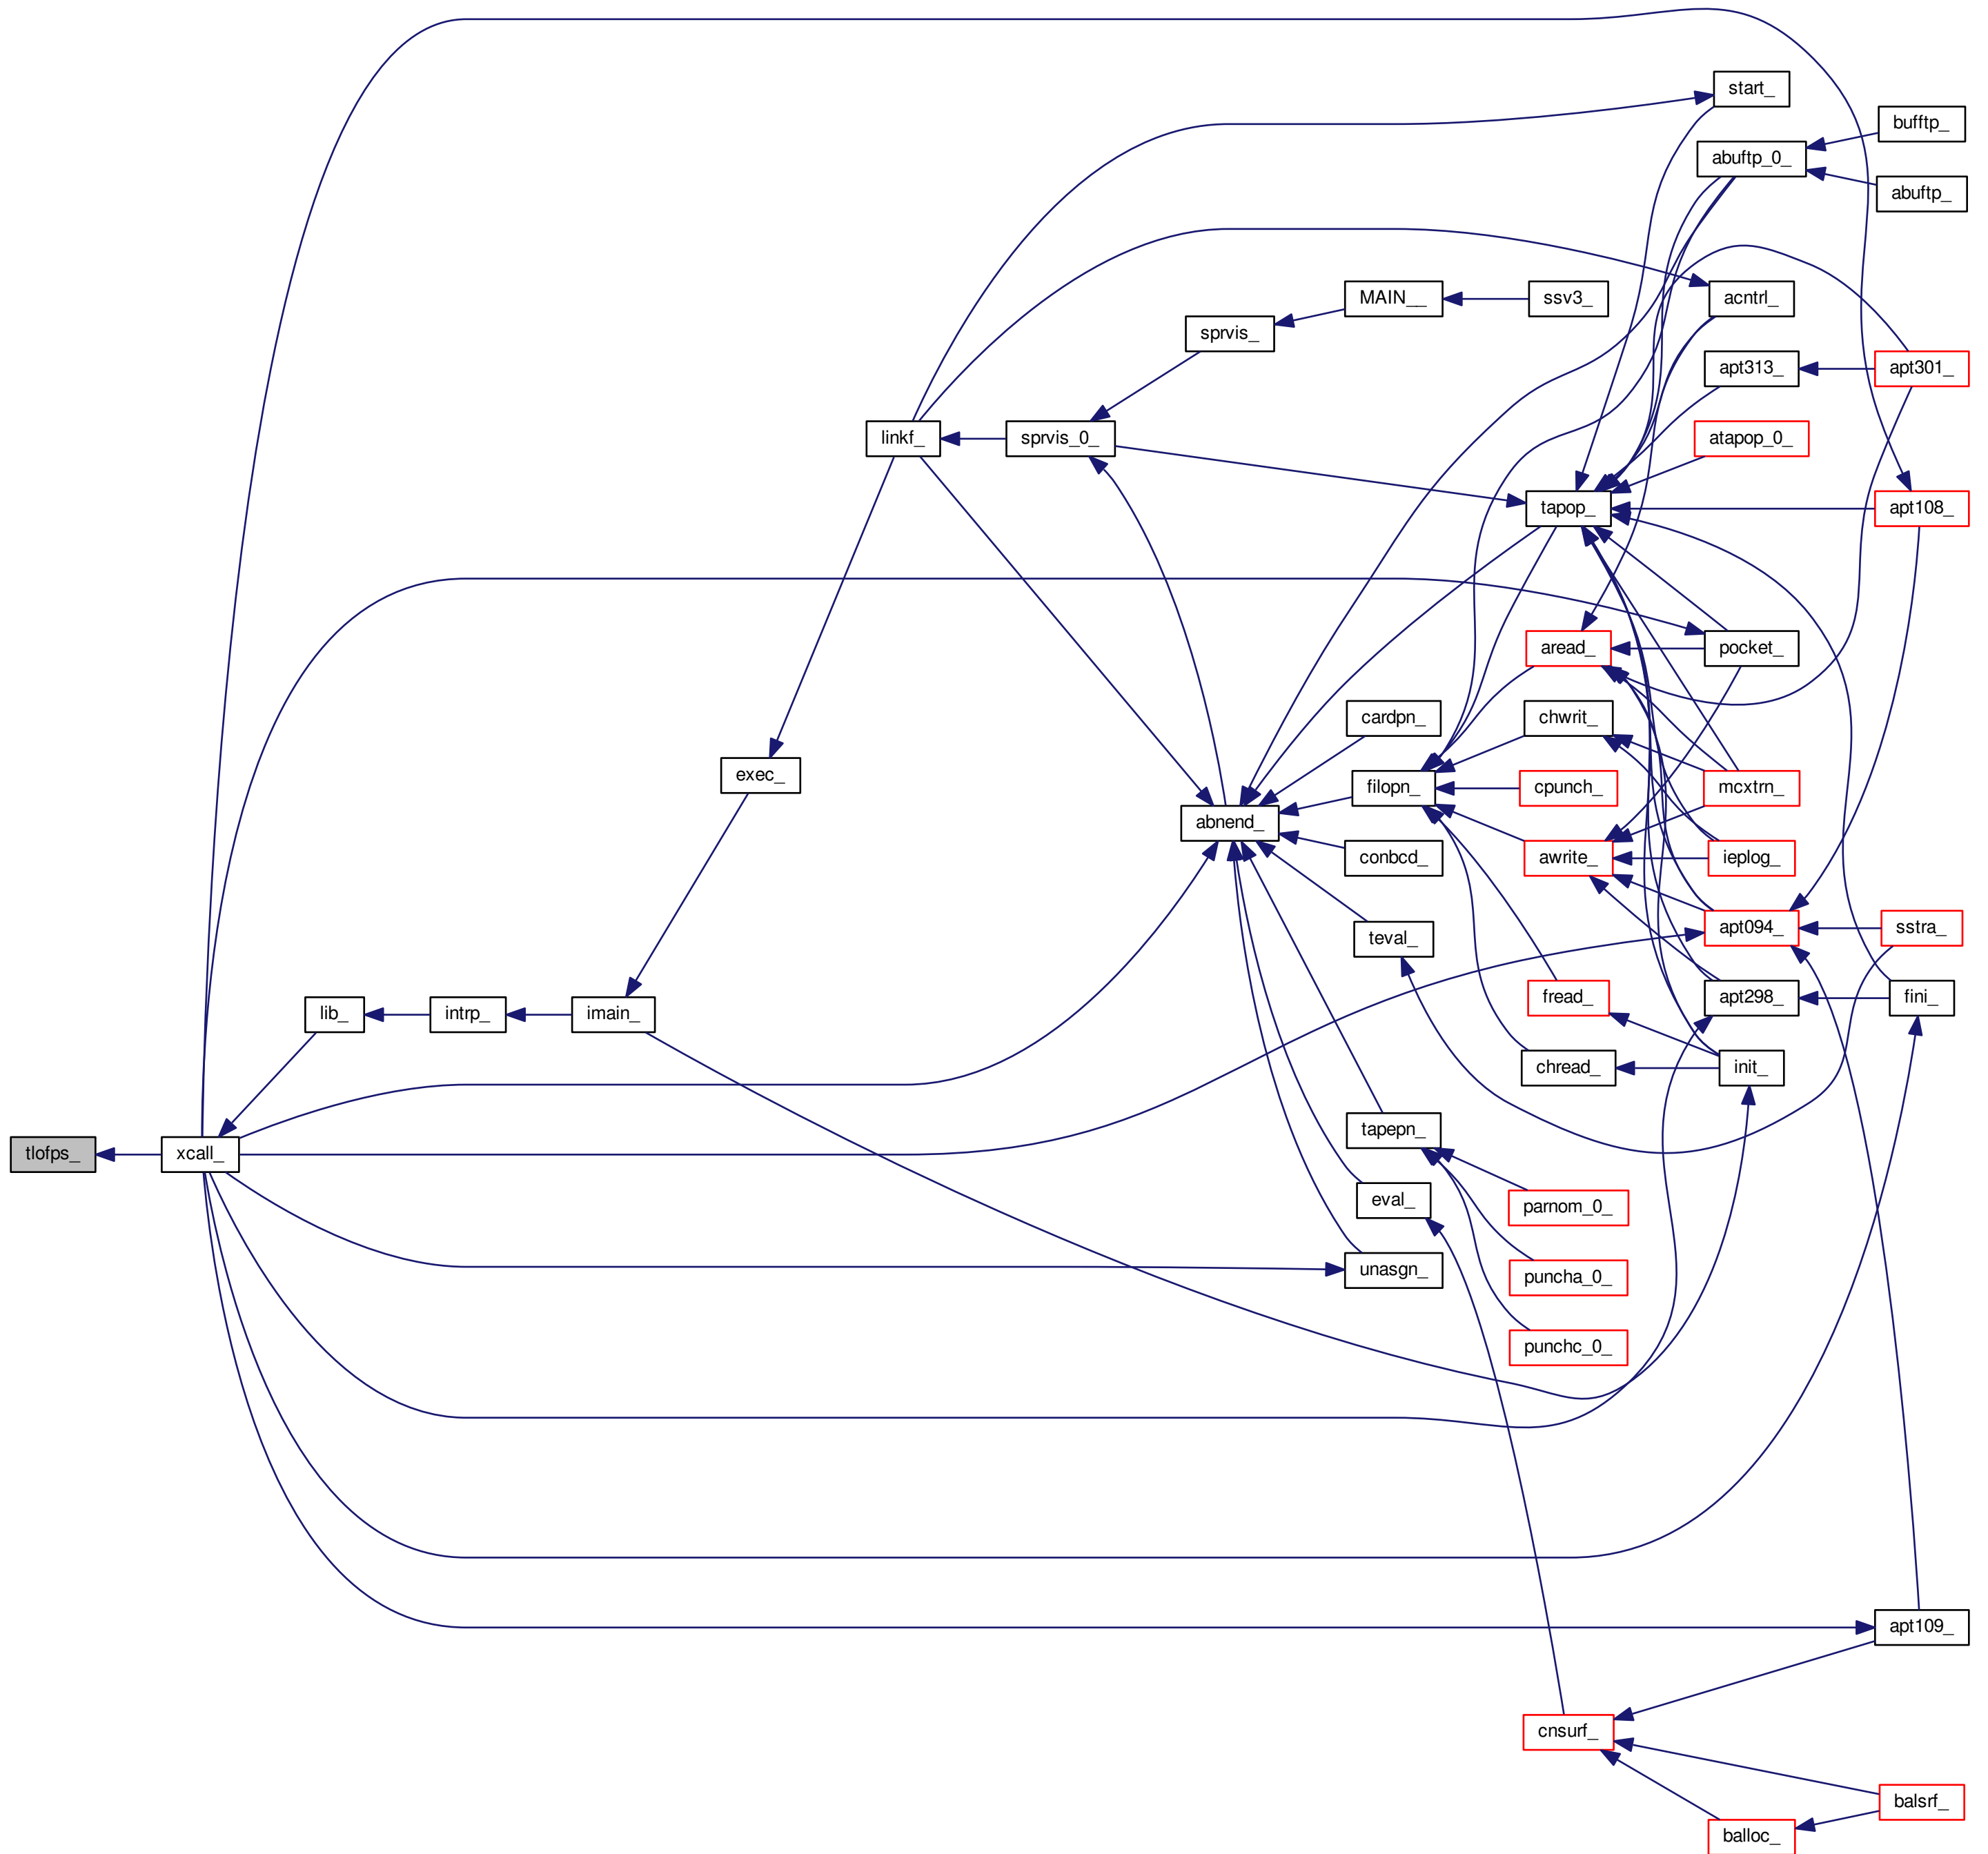 start_
bufftp_
abuftp_0_
abuftp_
MAIN__
ssv3_
acntrl_
sprvis_
apt313_
apt301_
linkf_
sprvis_0_
atapop_0_
tapop_
apt108_
aread_
pocket_
cardpn_
chwrit_
exec_
filopn_
cpunch_
mcxtrn_
abnend_
conbcd_
awrite_
ieplog_
teval_
apt094_
sstra_
lib_
intrp_
imain_
fread_
apt298_
fini_
chread_
init_
tlofps_
xcall_
tapepn_
eval_
parnom_0_
unasgn_
puncha_0_
punchc_0_
apt109_
cnsurf_
balsrf_
balloc_